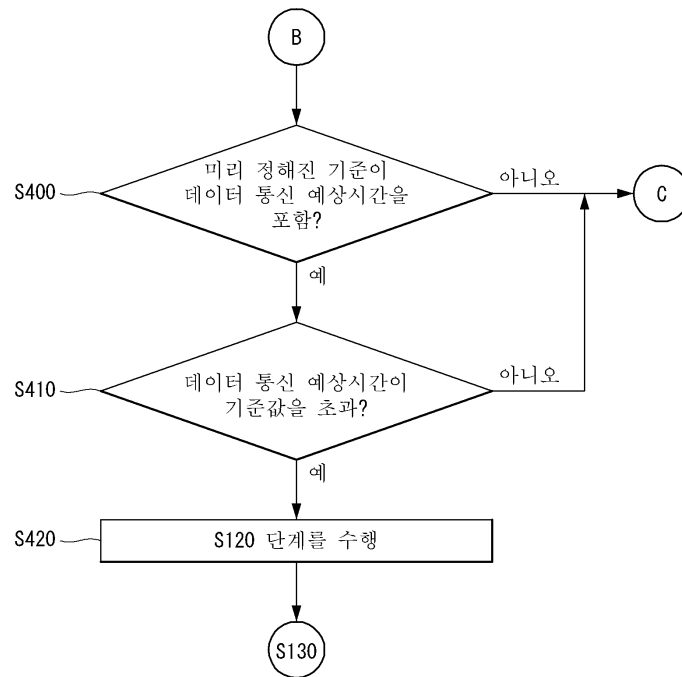 B
S400
미리 정해진 기준이
데이터 통신 예상시간을
포함?
아니오
C
예
S410
데이터 통신 예상시간이
기준값을 초과?
아니오
예
S420
S120 단계를 수행
S130